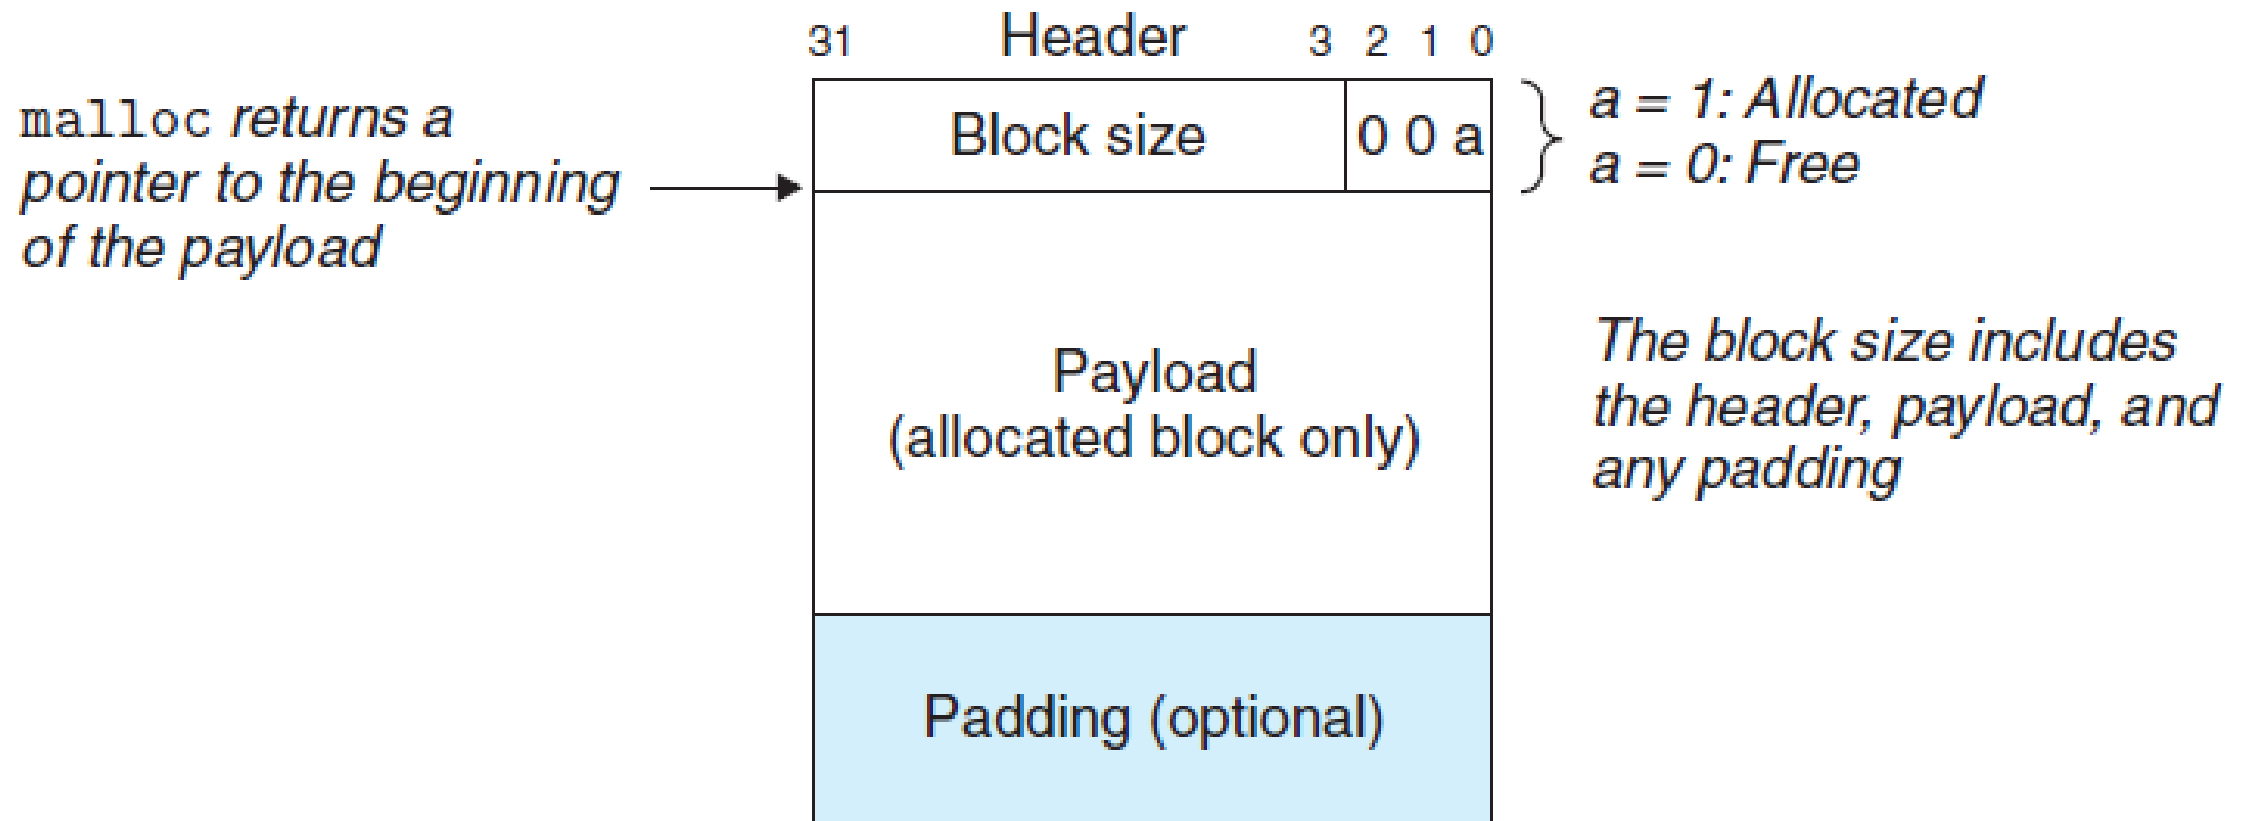 31 Header 3 2 1 0
malloc returns a
pointer to the beginning
of the payload
Block size
0 0 a
a = 1: Allocated
a = 0: Free
Payload
(allocated block only)
The block size includes
the header, payload, and
any padding
Padding (optional)